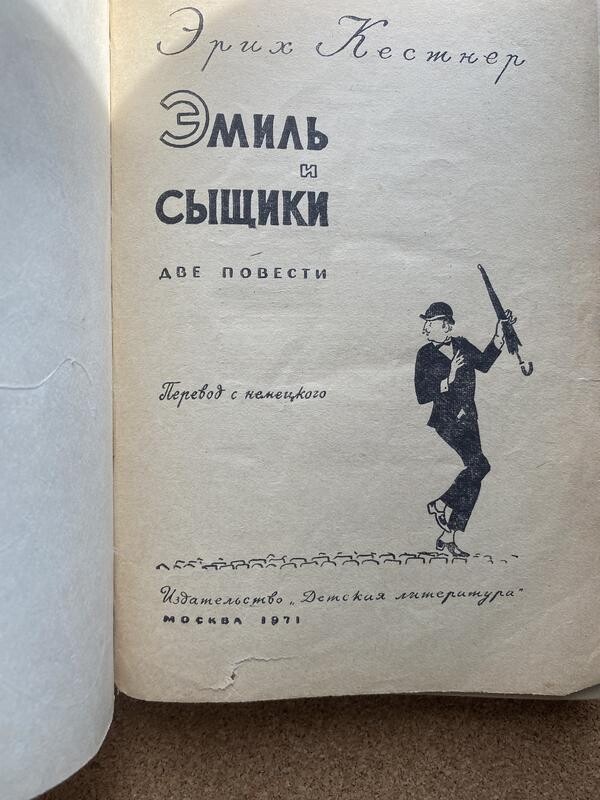 Эрих Кестнер
Эмиль
и
сыщики
ДВЕ ПОВЕСТИ
Перевод с немецкого
Издательство „Детская литература"
МОСКВА 1971